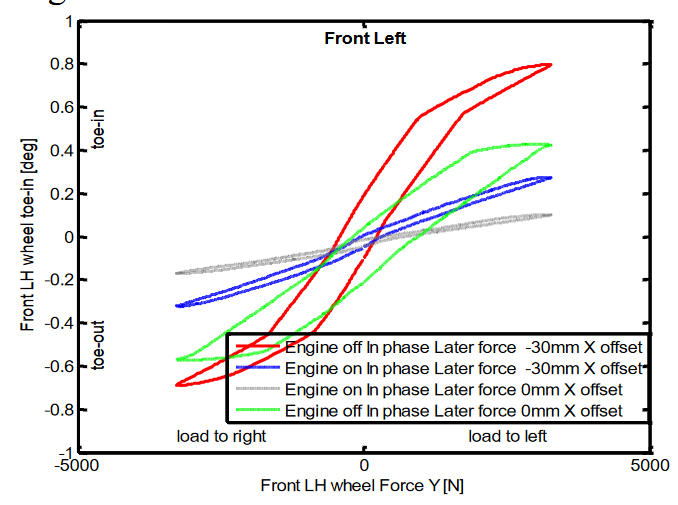 1
Front Left
0.8
0.6
toe-in
0.4
0.2
0
-0.2
-0.4
toe-out
-0.6
-0.8
-1
Front LH wheel toe-in [deg]
Engine off In phase Later force -30mm X offset
Engine on In phase Later force -30mm X offset
Engine on In phase Later force 0mm X offset
Engine off In phase Later force 0mm X offset
load to right load to left
-5000 0 5000
Front LH wheel Force Y [N]